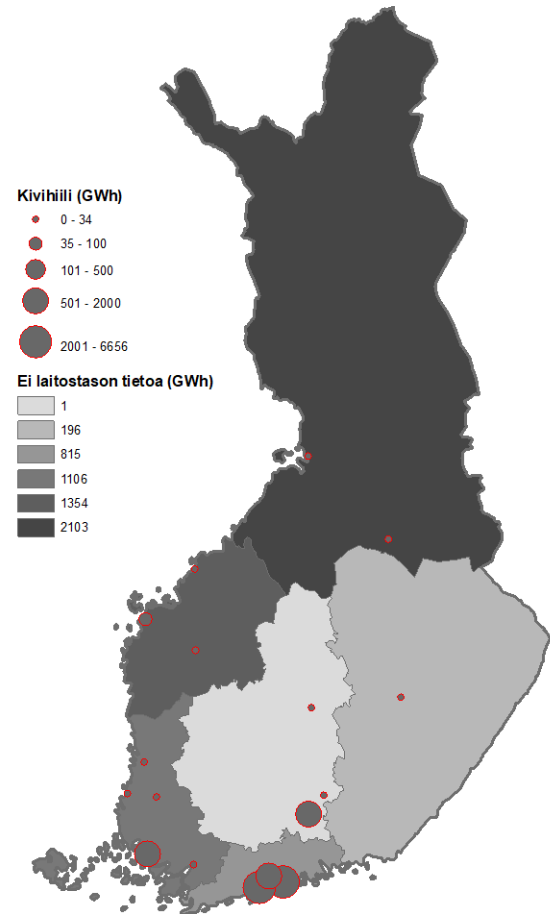 Kivihiili (GWh)
0 - 34
35 - 100
101 - 500
501 - 2000
2001 - 6656
Ei laitostason tietoa (GWh)
1
196
815
1106
1354
2103